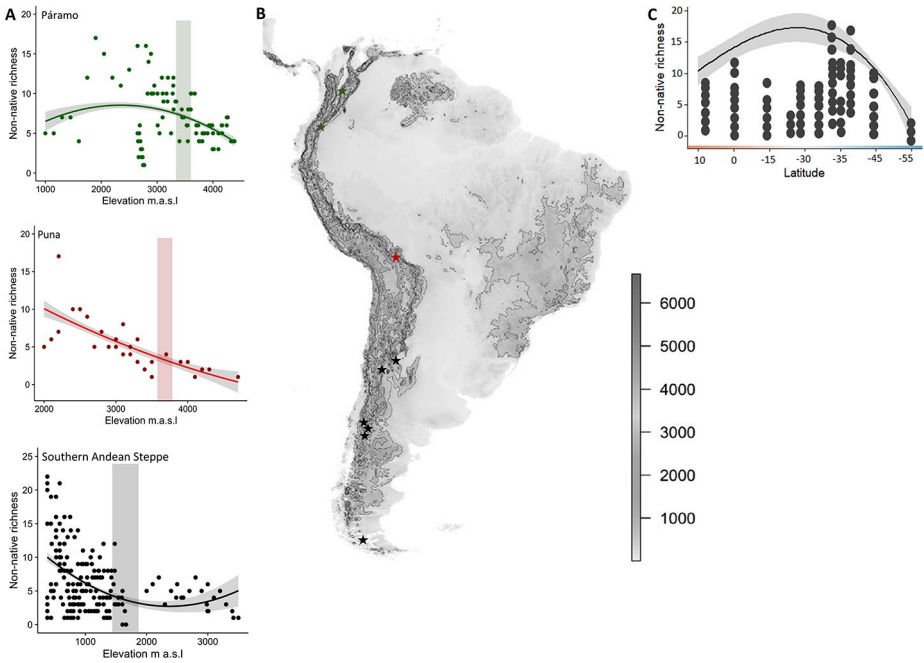 A
Páramo
Non-native richness
20
15
10
5
0
1000 2000 3000 4000
Elevation m.a.s.l
Puna
Non-native richness
20
15
10
5
0
2000 3000 4000
Elevation m.a.s.l
Southern Andean Steppe
Non-native richness
25
20
15
10
5
0
1000 2000 3000
Elevation m a.s.l
B
6000
5000
4000
3000
2000
1000
C
Non-native richness
20
15
10
5
0
10 0 -15 -30 -35 -45 -55
Latitude